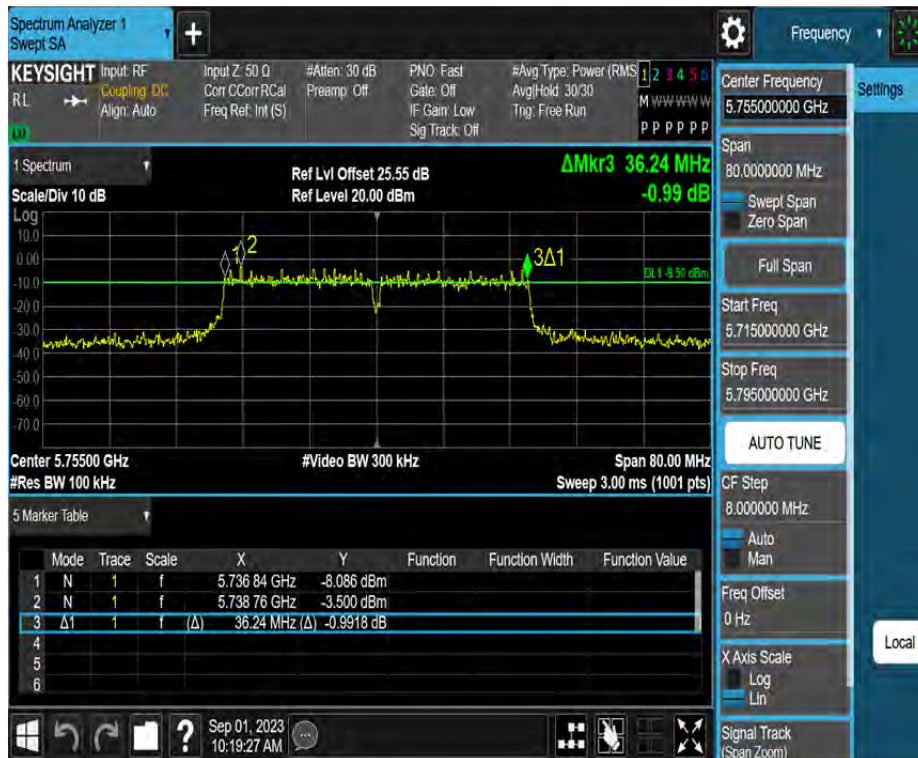 Spectrum Analyzer 1
Swept SA
+
Frequency
KEYSIGHT
RL
LXI
Input: RF
Coupling: DC
Align: Auto
Input Z: 50 Ω
Corr CCorr RCal
Freq Ref: Int (S)
#Atten: 30 dB
Preamp: Off
PNO: Fast
Gate: Off
IF Gain: Low
Sig Track: Off
#Avg Type: Power (RMS
Avg|Hold: 30/30
Trig: Free Run
1 2 3 4 5 6
M W W W W W
P P P P P P
Center Frequency
5.755000000 GHz
Settings
Span
80.0000000 MHz
Swept Span
Zero Span
Full Span
Start Freq
5.715000000 GHz
Stop Freq
5.795000000 GHz
AUTO TUNE
CF Step
8.000000 MHz
Auto
Man
Freq Offset
0 Hz
X Axis Scale
Log
Lin
Signal Track
(Span Zoom)
Local
1 Spectrum
Scale/Div 10 dB
Ref Lvl Offset 25.55 dB
Ref Level 20.00 dBm
ΔMkr3 36.24 MHz
-0.99 dB
Log
10.0
0.00
-10.0
-20.0
-30.0
-40.0
-50.0
-60.0
-70.0
1
2
3Δ1
DL1 -9.50 dBm
Center 5.75500 GHz
#Video BW 300 kHz
Span 80.00 MHz
#Res BW 100 kHz
Sweep 3.00 ms (1001 pts)
5 Marker Table
Mode Trace Scale X Y Function Function Width Function Value
1 N 1 f 5.736 84 GHz -8.086 dBm
2 N 1 f 5.738 76 GHz -3.500 dBm
3 Δ1 1 f (Δ) 36.24 MHz (Δ) -0.9918 dB
4
5
6
?
Sep 01, 2023
10:19:27 AM